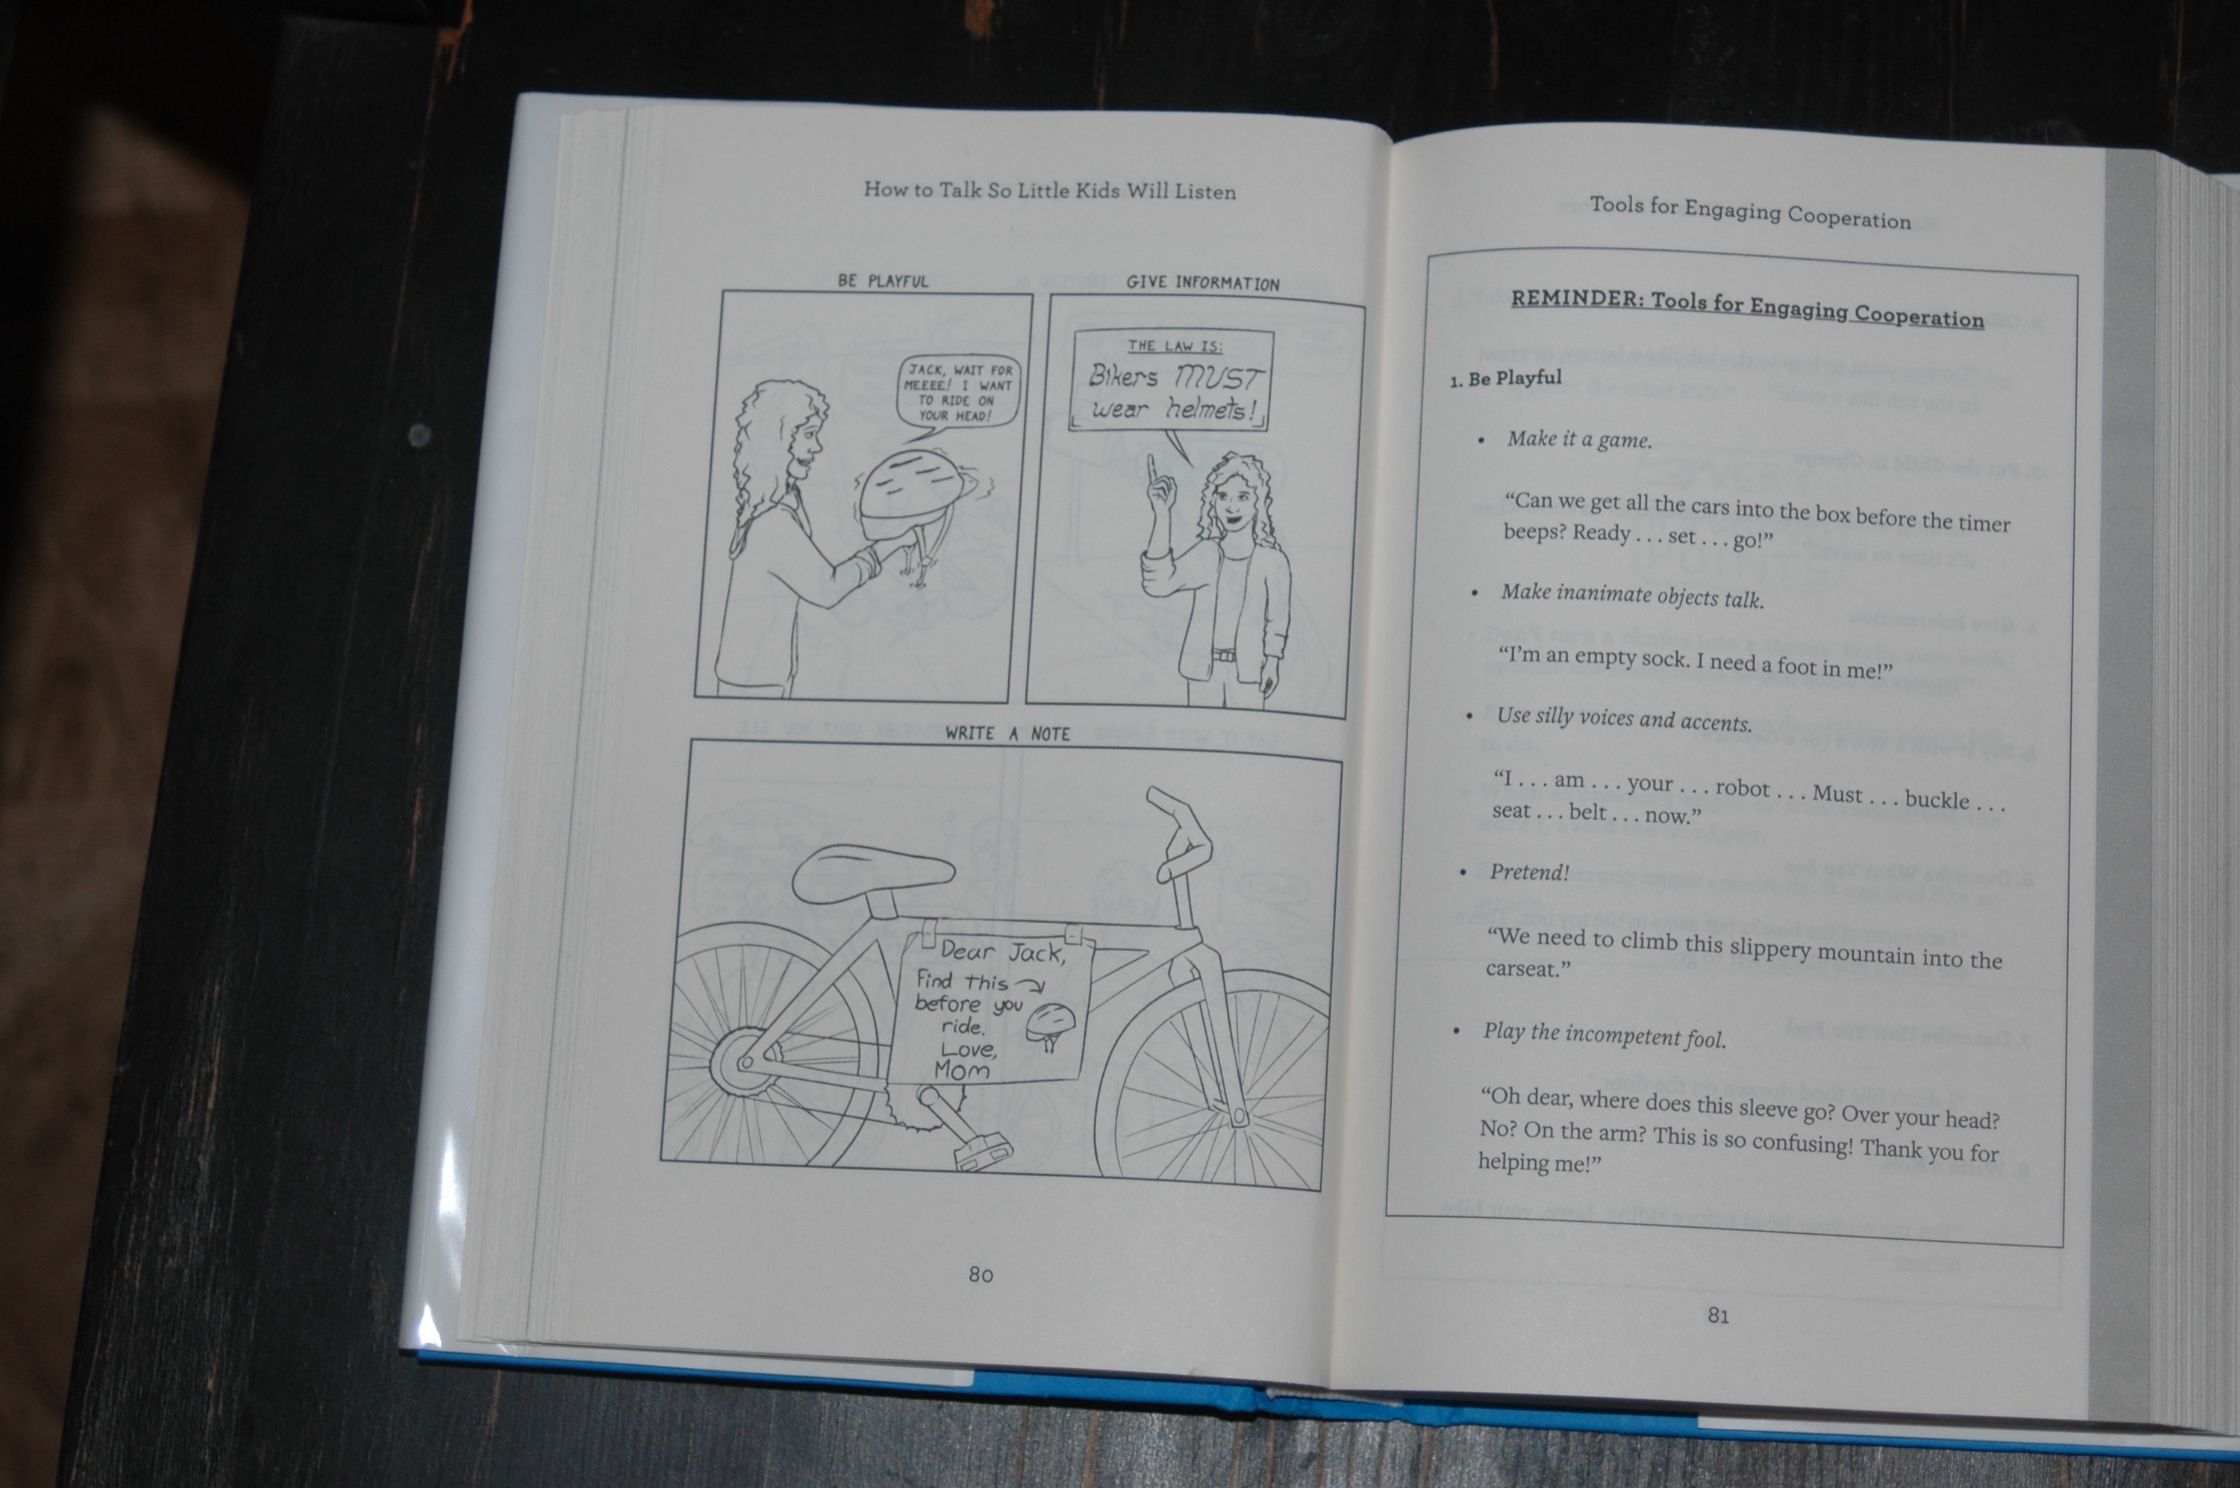 How to Talk So Little Kids Will Listen
BE PLAYFUL
JACK, WAIT FOR
MEEEE! I WANT
TO RIDE ON
YOUR HEAD!
GIVE INFORMATION
THE LAW IS:
Bikers MUST
wear helmets!
WRITE A NOTE
Dear Jack,
Find this
before you
ride.
Love,
Mom
80
Tools for Engaging Cooperation
REMINDER: Tools for Engaging Cooperation
1. Be Playful
• Make it a game.
“Can we get all the cars into the box before the timer
beeps? Ready . . . set . . . go!”
• Make inanimate objects talk.
“I’m an empty sock. I need a foot in me!”
• Use silly voices and accents.
“I . . . am . . . your . . . robot . . . Must . . . buckle . . .
seat . . . belt . . . now.”
• Pretend!
“We need to climb this slippery mountain into the
carseat.”
• Play the incompetent fool.
“Oh dear, where does this sleeve go? Over your head?
No? On the arm? This is so confusing! Thank you for
helping me!”
81